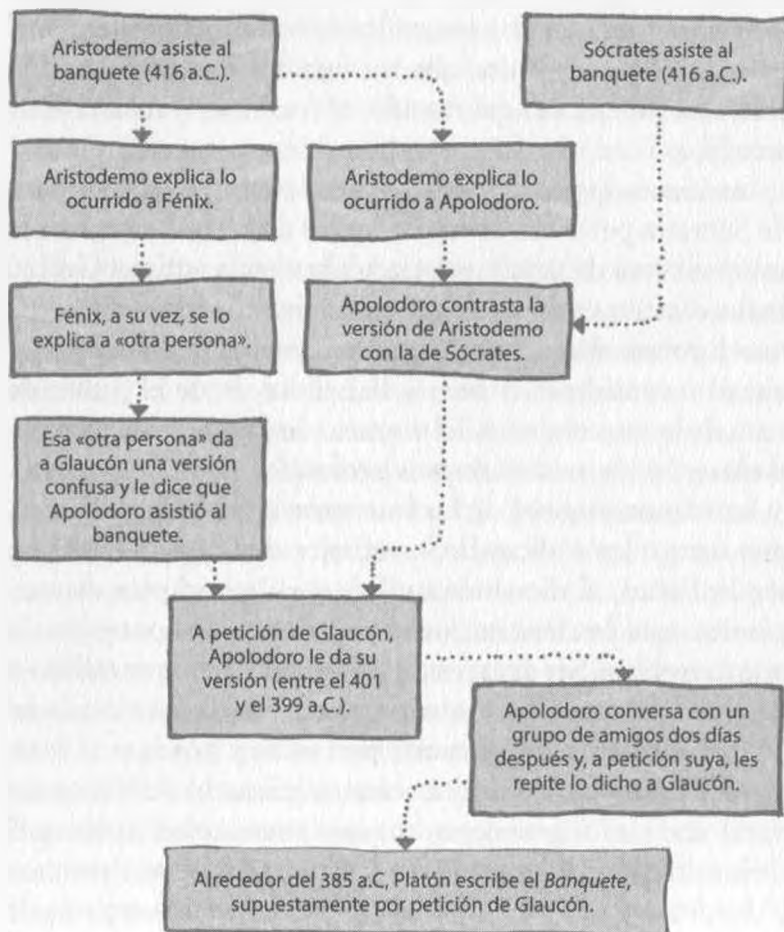 Aristodemo asiste al
banquete (416 a.C.).
Sócrates asiste al
banquete (416 a.C.).
Aristodemo explica lo
ocurrido a Fénix.
Aristodemo explica lo
ocurrido a Apolodoro.
Fénix, a su vez, se lo
explica a «otra persona».
Apolodoro contrasta la
versión de Aristodemo
con la de Sócrates.
Esa «otra persona» da
a Glaucón una versión
confusa y le dice que
Apolodoro asistió al
banquete.
A petición de Glaucón,
Apolodoro le da su
versión (entre el 401
y el 399 a.C.).
Apolodoro conversa con un
grupo de amigos dos días
después y, a petición suya, les
repite lo dicho a Glaucón.
Alrededor del 385 a.C, Platón escribe el Banquete,
supuestamente por petición de Glaucón.